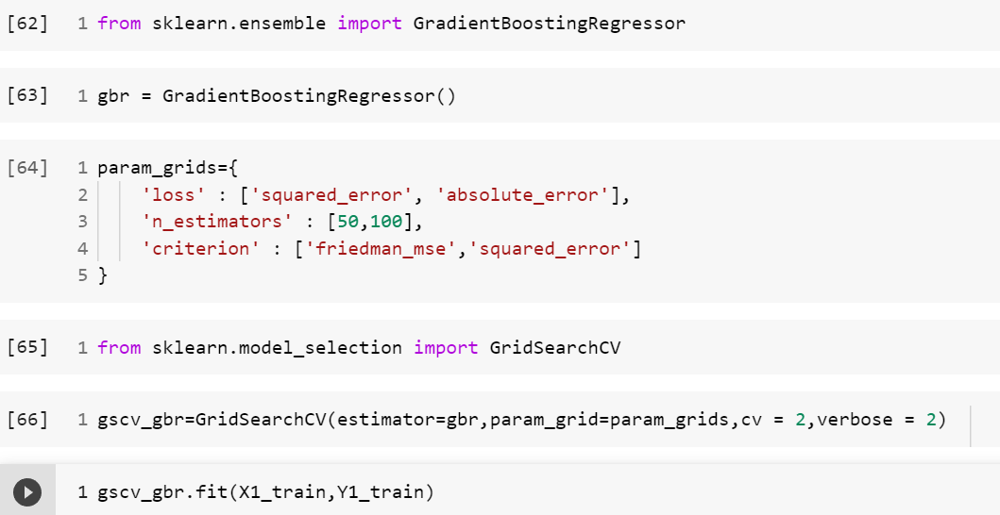 [62] 1 from sklearn.ensemble import GradientBoostingRegressor
[63] 1 gbr = GradientBoostingRegressor()
[64] 1 param_grids={
2     'loss' : ['squared_error', 'absolute_error'],
3     'n_estimators' : [50,100],
4     'criterion' : ['friedman_mse','squared_error']
5 }
[65] 1 from sklearn.model_selection import GridSearchCV
[66] 1 gscv_gbr=GridSearchCV(estimator=gbr,param_grid=param_grids,cv = 2,verbose = 2)
1 gscv_gbr.fit(X1_train,Y1_train)